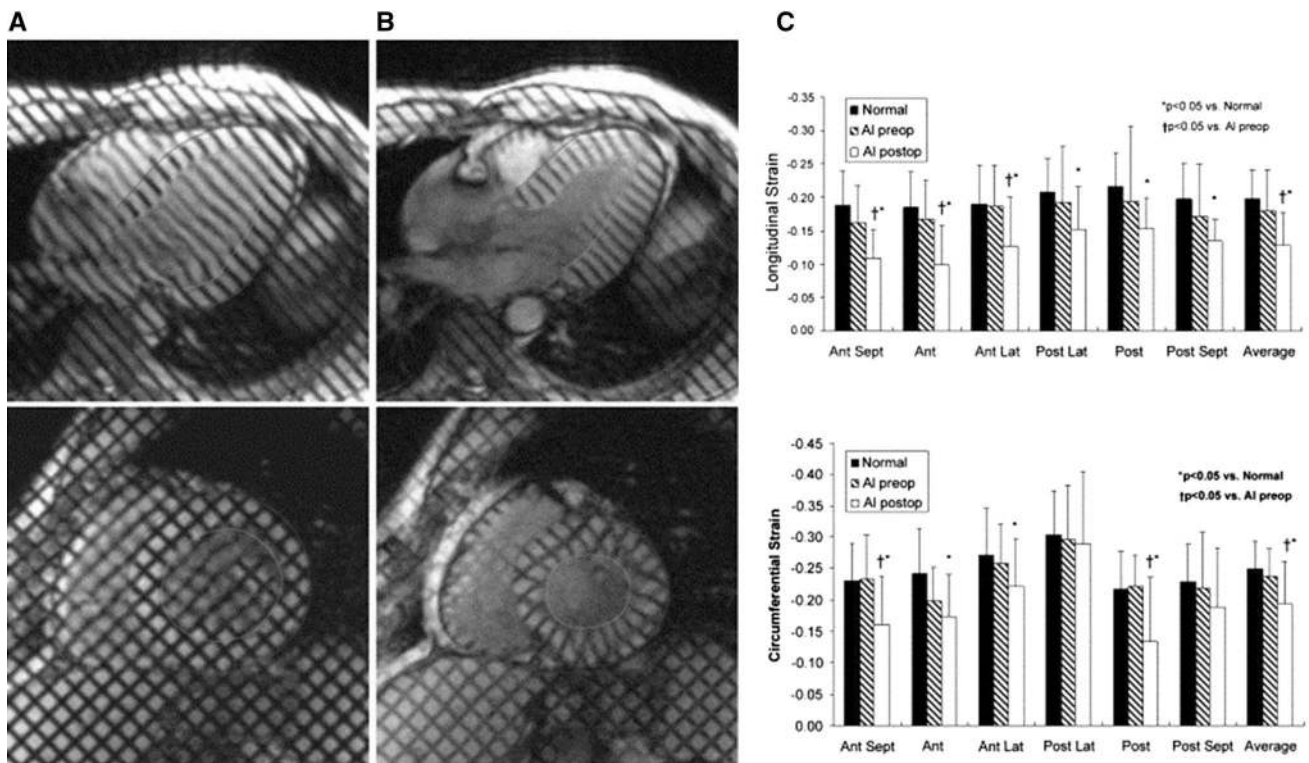 A
B
C
-0.35
-0.30
-0.25
-0.20
-0.15
-0.10
-0.05
0.00
Longitudinal Strain
Normal
AI preop
AI postop
*p<0.05 vs. Normal
†p<0.05 vs. AI preop
†*
†*
†*
*
*
*
†*
Ant Sept Ant Ant Lat Post Lat Post Post Sept Average
-0.45
-0.40
-0.35
-0.30
-0.25
-0.20
-0.15
-0.10
-0.05
0.00
Circumferential Strain
Normal
AI preop
AI postop
*p<0.05 vs. Normal
†p<0.05 vs. AI preop
†*
*
*
†*
†*
Ant Sept Ant Ant Lat Post Lat Post Post Sept Average